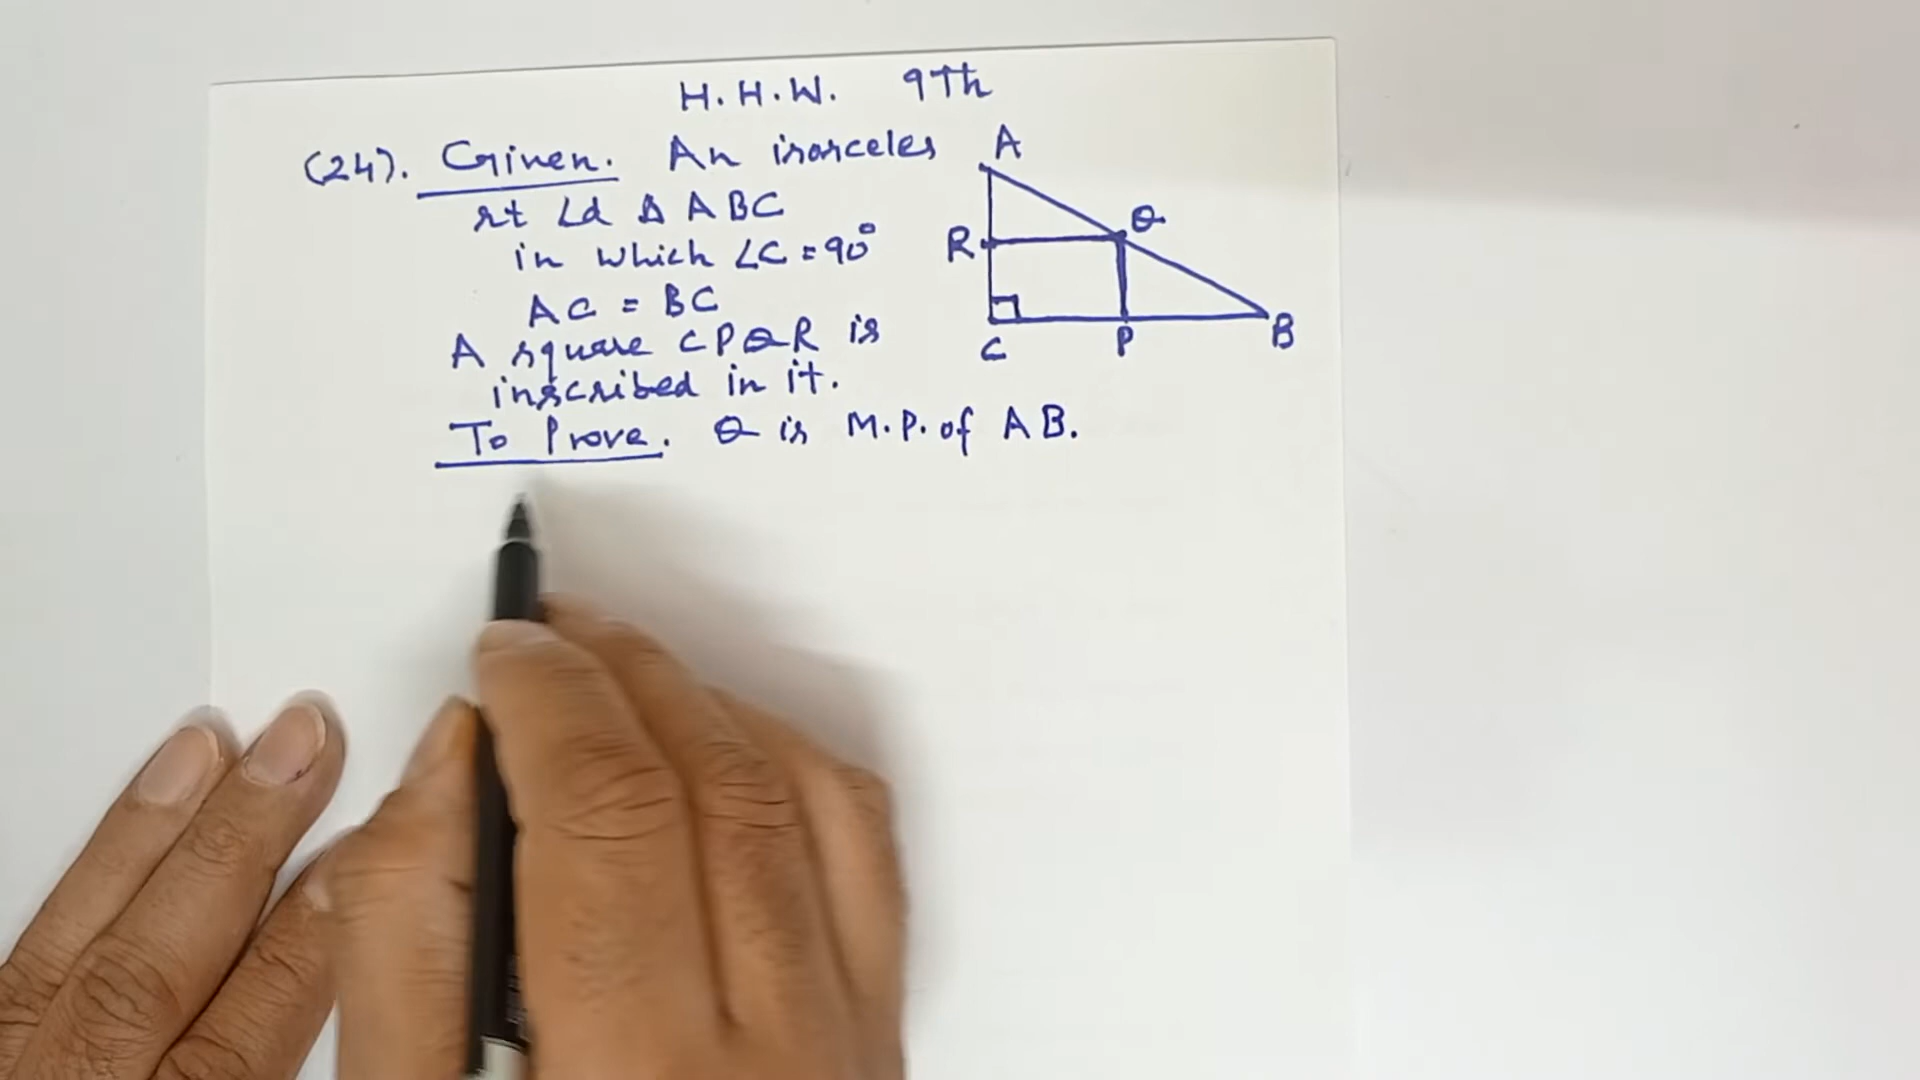 H.H.W. 9Th
(24). Given. An isosceles
rt ∠d Δ ABC
in which ∠C = 90°
AC = BC
A square CPQR is
inscribed in it.
To Prove. Q is M.P. of AB.
A
Q
R
C
P
B